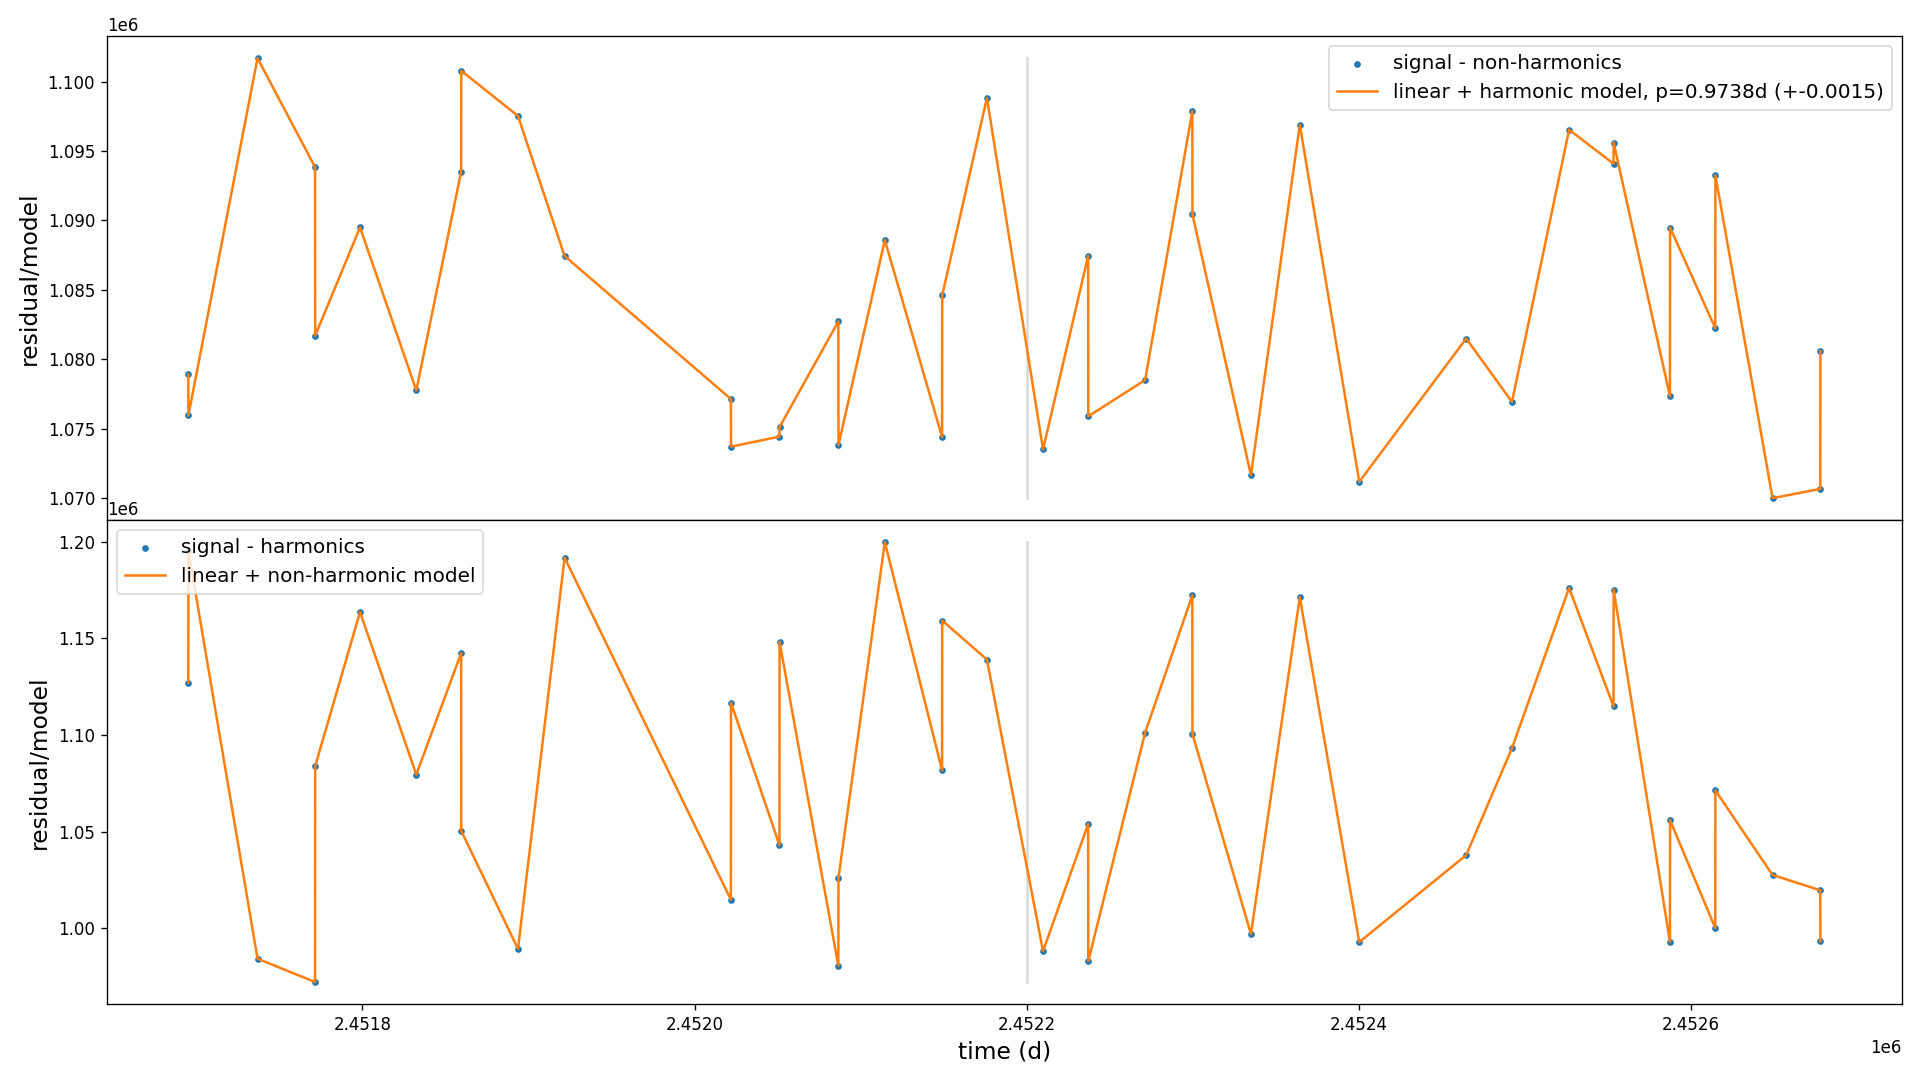 1e6
signal - non-harmonics
linear + harmonic model, p=0.9738d (+-0.0015)
1.100
1.095
1.090
1.085
1.080
1.075
1.070
residual/model
1e6
signal - harmonics
linear + non-harmonic model
1.20
1.15
1.10
1.05
1.00
residual/model
2.4518
2.4520
2.4522
2.4524
2.4526
time (d)
1e6